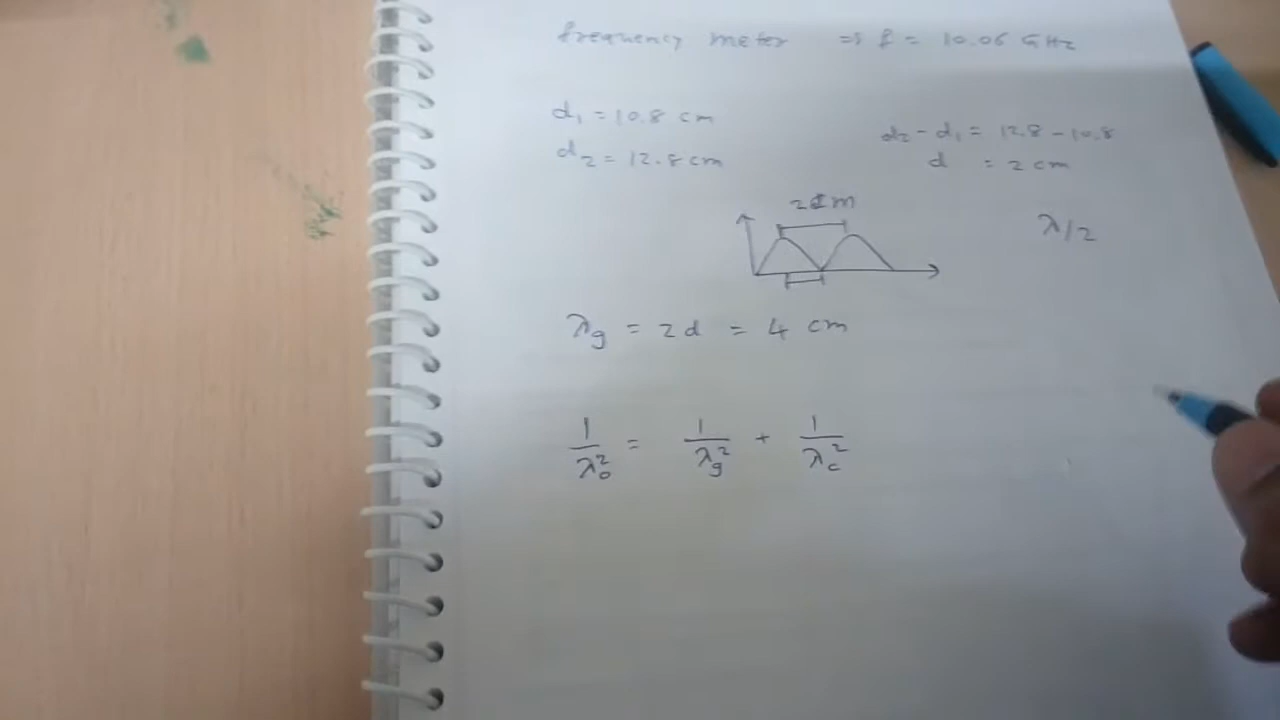 frequency meter ⇒ f = 10.06 GHz
d₁ = 10.8 cm
d₂ = 12.8 cm
d₂ - d₁ = 12.8 - 10.8
d = 2 cm
2cm
λ/2
λg = 2d = 4 cm
1/λ₀² = 1/λg² + 1/λc²